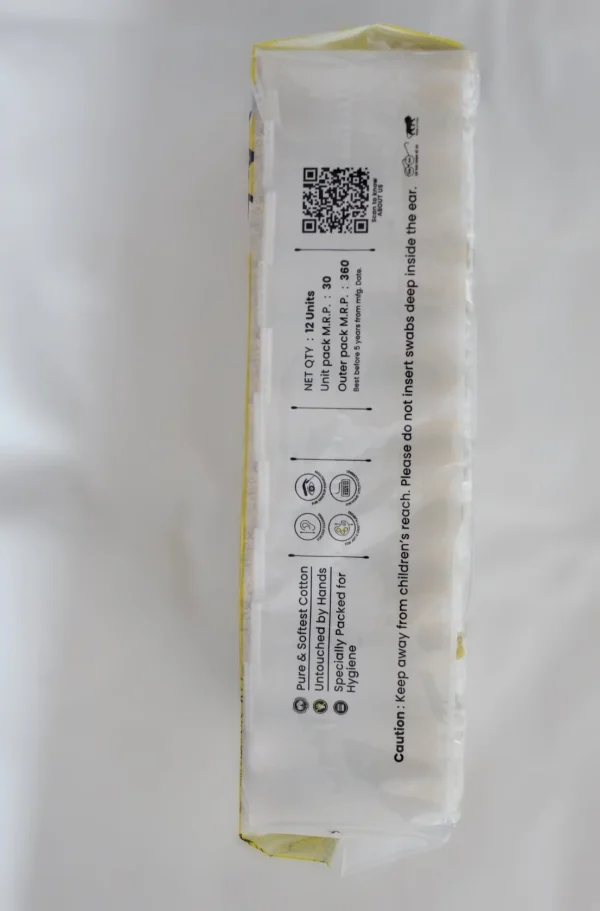 Pure & Softest Cotton
Untouched by Hands
Specially Packed for
Hygiene
NET QTY : 12 Units
Unit pack M.R.P. : 30
Outer pack M.R.P. : 360
Best before 5 years from mfg. Date.
Scan to know
ABOUT US
Caution : Keep away from children's reach. Please do not insert swabs deep inside the ear.